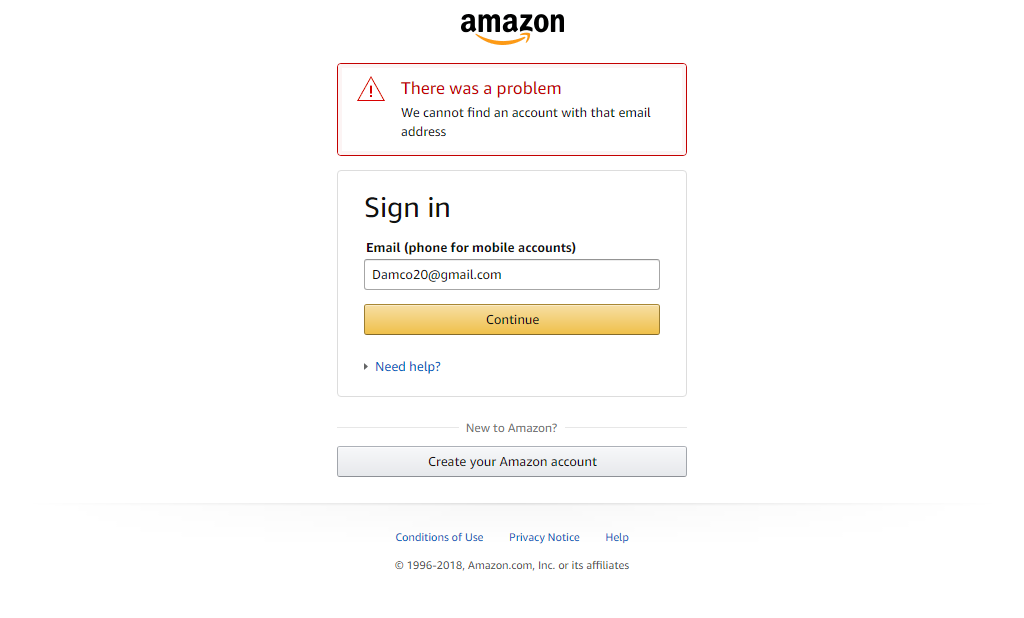 amazon
There was a problem
We cannot find an account with that email
address
Sign in
Email (phone for mobile accounts)
Damco20@gmail.com
Continue
Need help?
New to Amazon?
Create your Amazon account
Conditions of Use Privacy Notice Help
© 1996-2018, Amazon.com, Inc. or its affiliates